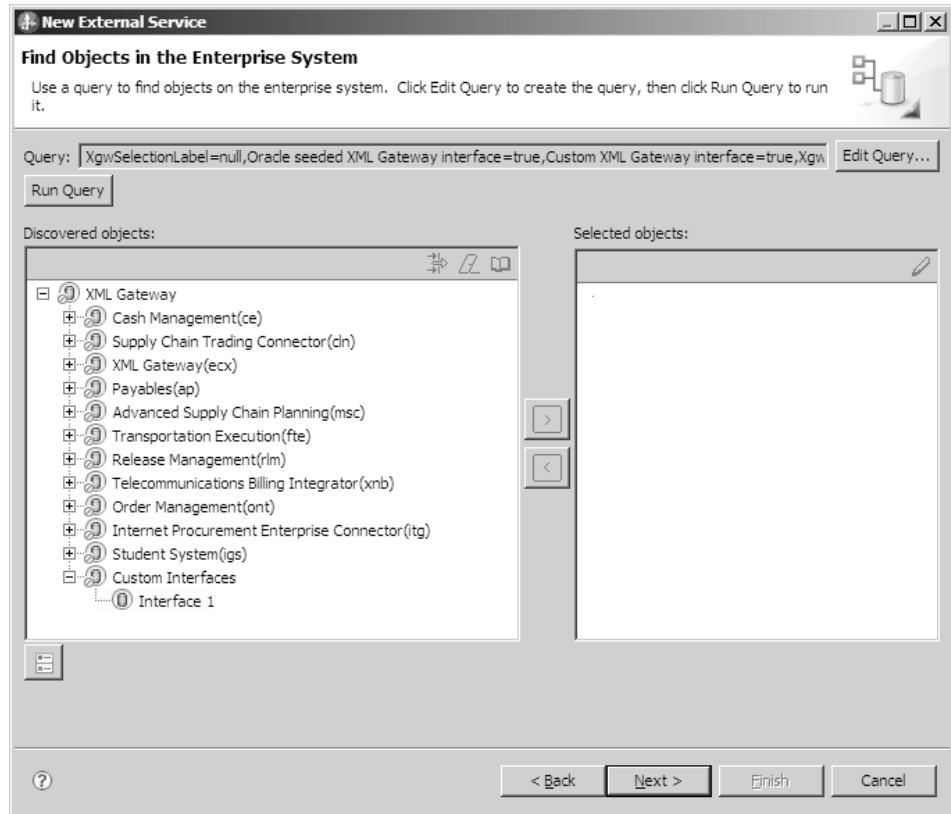 New External Service
Find Objects in the Enterprise System
Use a query to find objects on the enterprise system. Click Edit Query to create the query, then click Run Query to run
it.
Query: XgwSelectionLabel=null,Oracle seeded XML Gateway interface=true,Custom XML Gateway interface=true,Xgw Edit Query...
Run Query
Discovered objects:
Selected objects:
XML Gateway
Cash Management(ce)
Supply Chain Trading Connector(cln)
XML Gateway(ecx)
Payables(ap)
Advanced Supply Chain Planning(msc)
Transportation Execution(fte)
Release Management(rlm)
Telecommunications Billing Integrator(xnb)
Order Management(ont)
Internet Procurement Enterprise Connector(itg)
Student System(igs)
Custom Interfaces
Interface 1
< Back Next > Finish Cancel